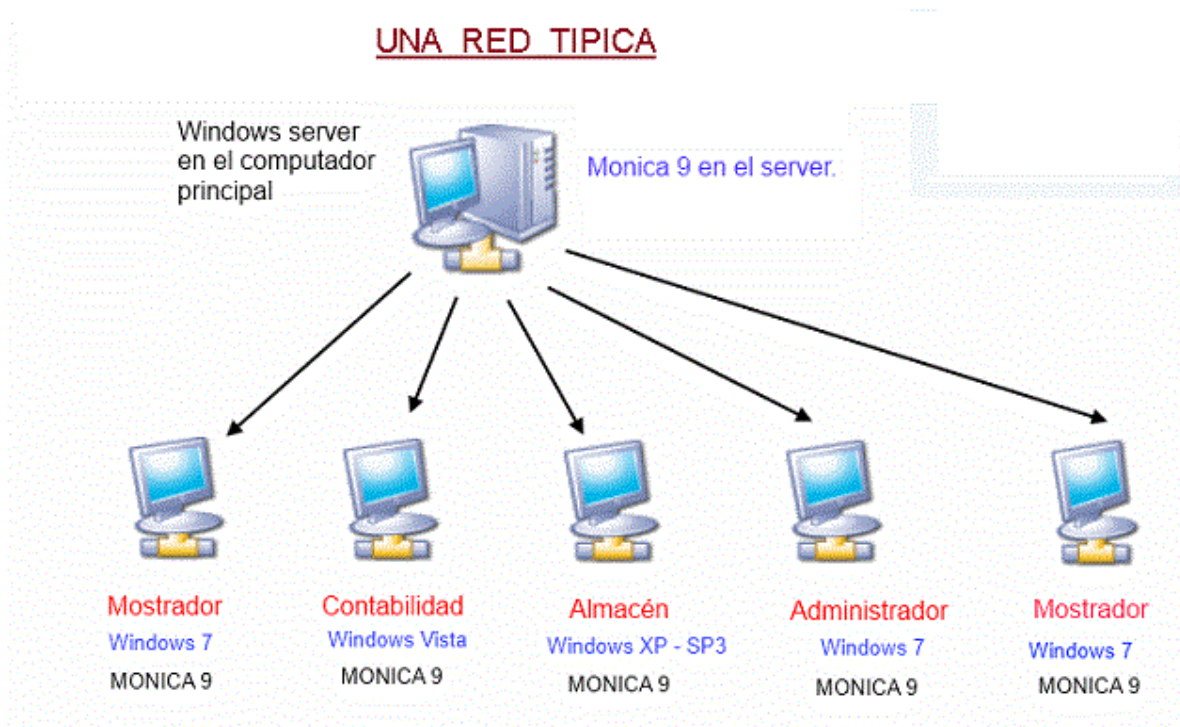 UNA RED TIPICA
Windows server
en el computador
principal
Monica 9 en el server.
Mostrador
Windows 7
MONICA 9
Contabilidad
Windows Vista
MONICA 9
Almacén
Windows XP - SP3
MONICA 9
Administrador
Windows 7
MONICA 9
Mostrador
Windows 7
MONICA 9